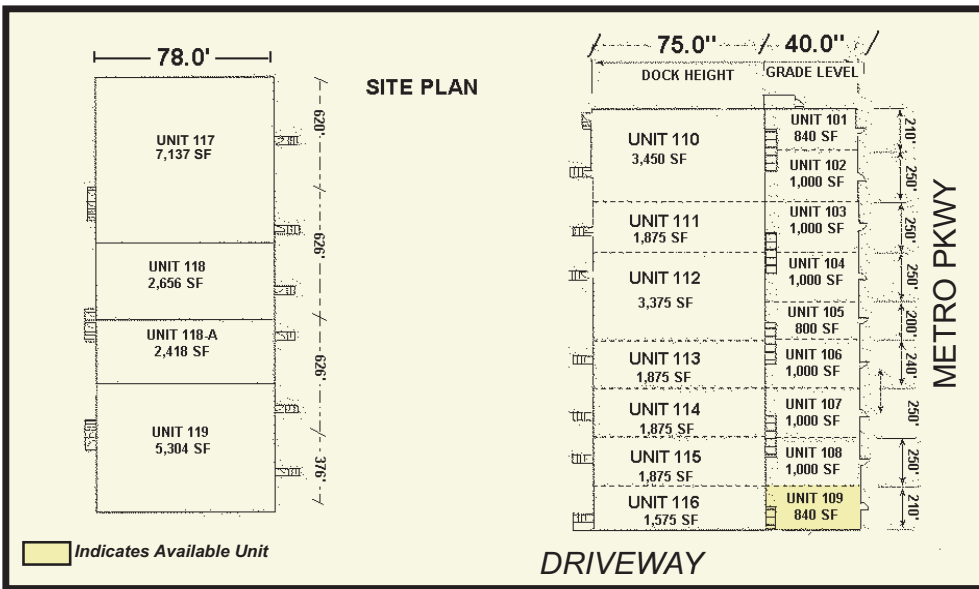 78.0'
SITE PLAN
UNIT 117
7,137 SF
UNIT 118
2,656 SF
UNIT 118-A
2,418 SF
UNIT 119
5,304 SF
620'
626'
626'
376'
75.0"
40.0"
DOCK HEIGHT
GRADE LEVEL
UNIT 110
3,450 SF
UNIT 111
1,875 SF
UNIT 112
3,375 SF
UNIT 113
1,875 SF
UNIT 114
1,875 SF
UNIT 115
1,875 SF
UNIT 116
1,575 SF
UNIT 101
840 SF
UNIT 102
1,000 SF
UNIT 103
1,000 SF
UNIT 104
1,000 SF
UNIT 105
800 SF
UNIT 106
1,000 SF
UNIT 107
1,000 SF
UNIT 108
1,000 SF
UNIT 109
840 SF
210'
250'
250'
250'
200'
240'
250'
250'
210'
METRO PKWY
Indicates Available Unit
DRIVEWAY